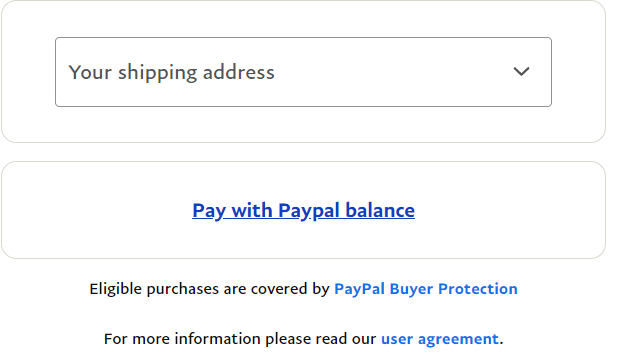 Your shipping address
Pay with Paypal balance
Eligible purchases are covered by PayPal Buyer Protection
For more information please read our user agreement.